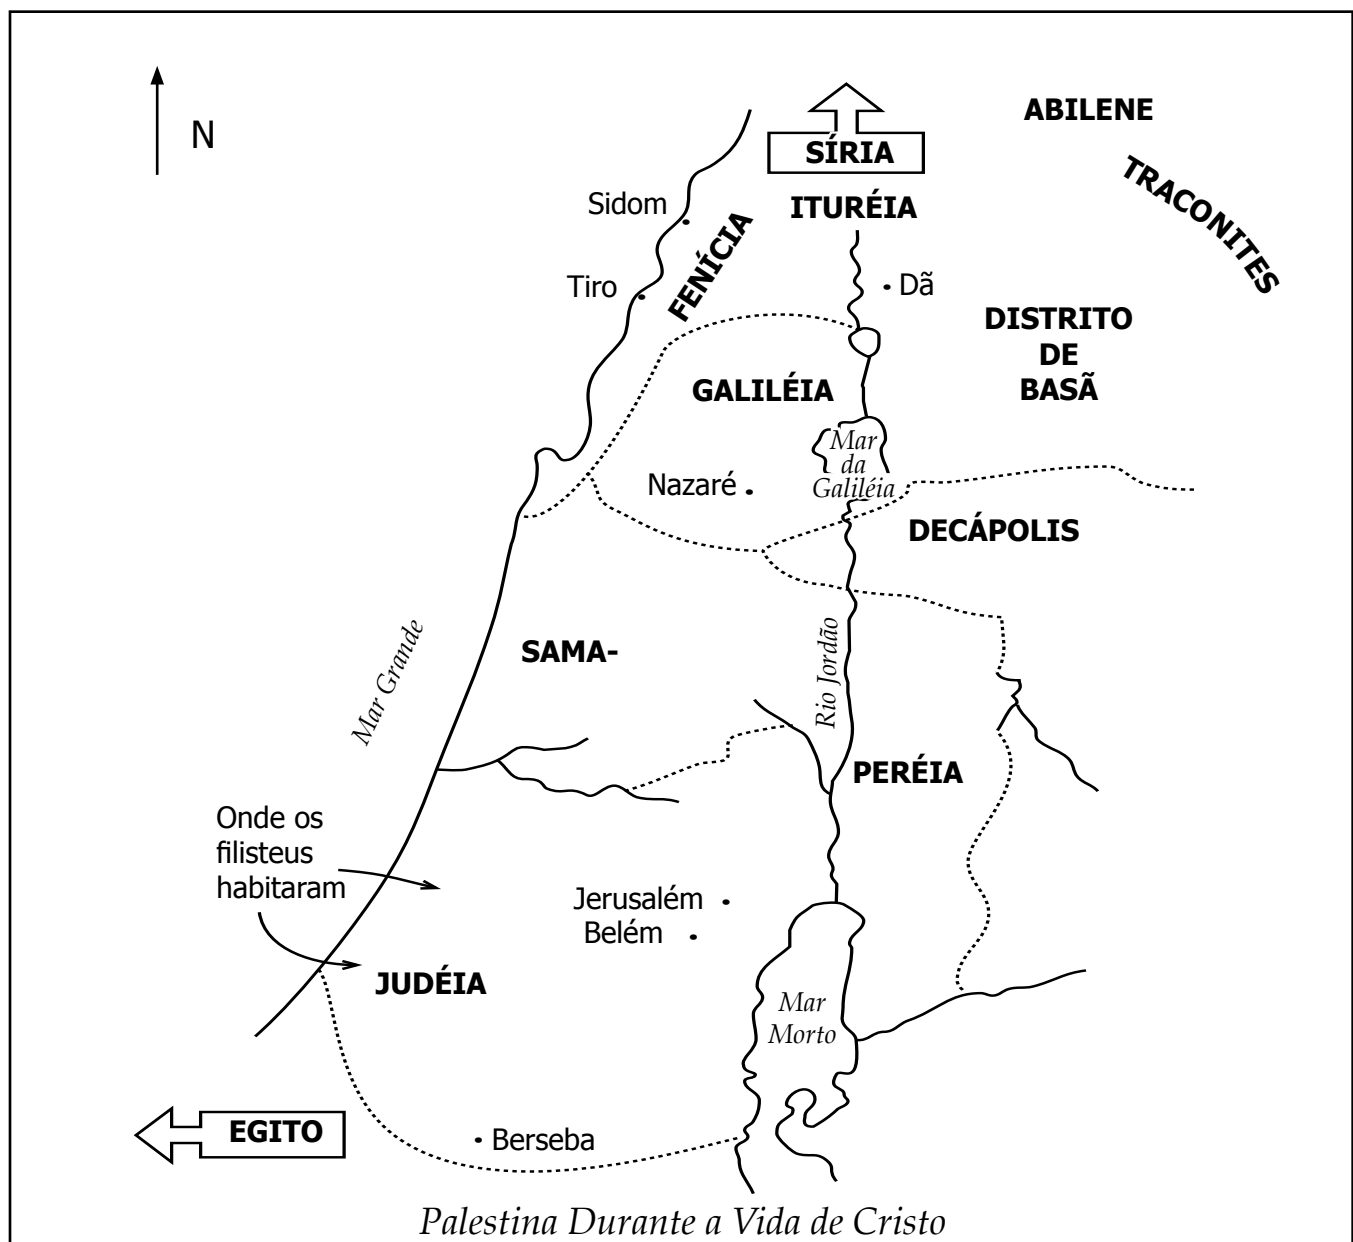 N
ABILENE
SÍRIA
TRACONITES
Sidom
ITURÉIA
FENÍCIA
Tiro
Dã
DISTRITO
DE
BASÃ
GALILÉIA
Mar
da
Galiléia
Nazaré
DECÁPOLIS
SAMA-
Mar Grande
Rio Jordão
PERÉIA
Onde os
filisteus
habitaram
Jerusalém
Belém
JUDÉIA
Mar
Morto
EGITO
Berseba
Palestina Durante a Vida de Cristo